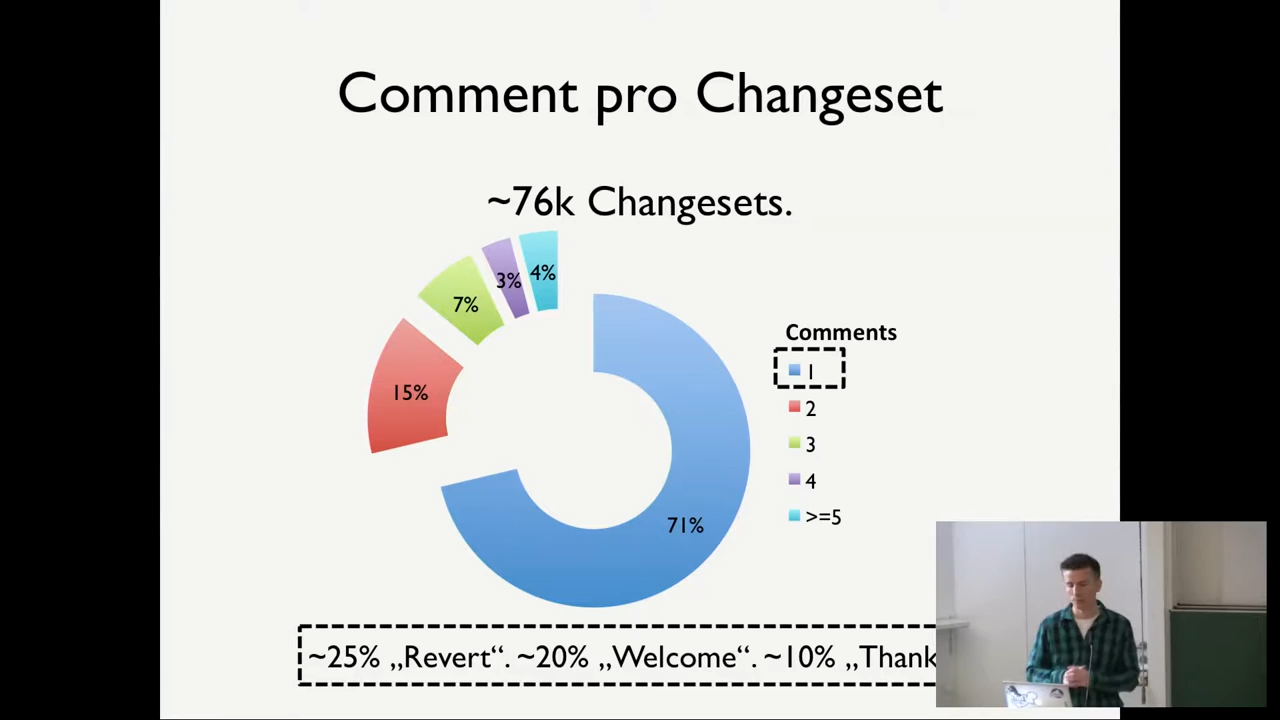 Comment pro Changeset
~76k Changesets.
3%
4%
7%
15%
71%
Comments
1
2
3
4
>=5
~25% „Revert“. ~20% „Welcome“. ~10% „Thank